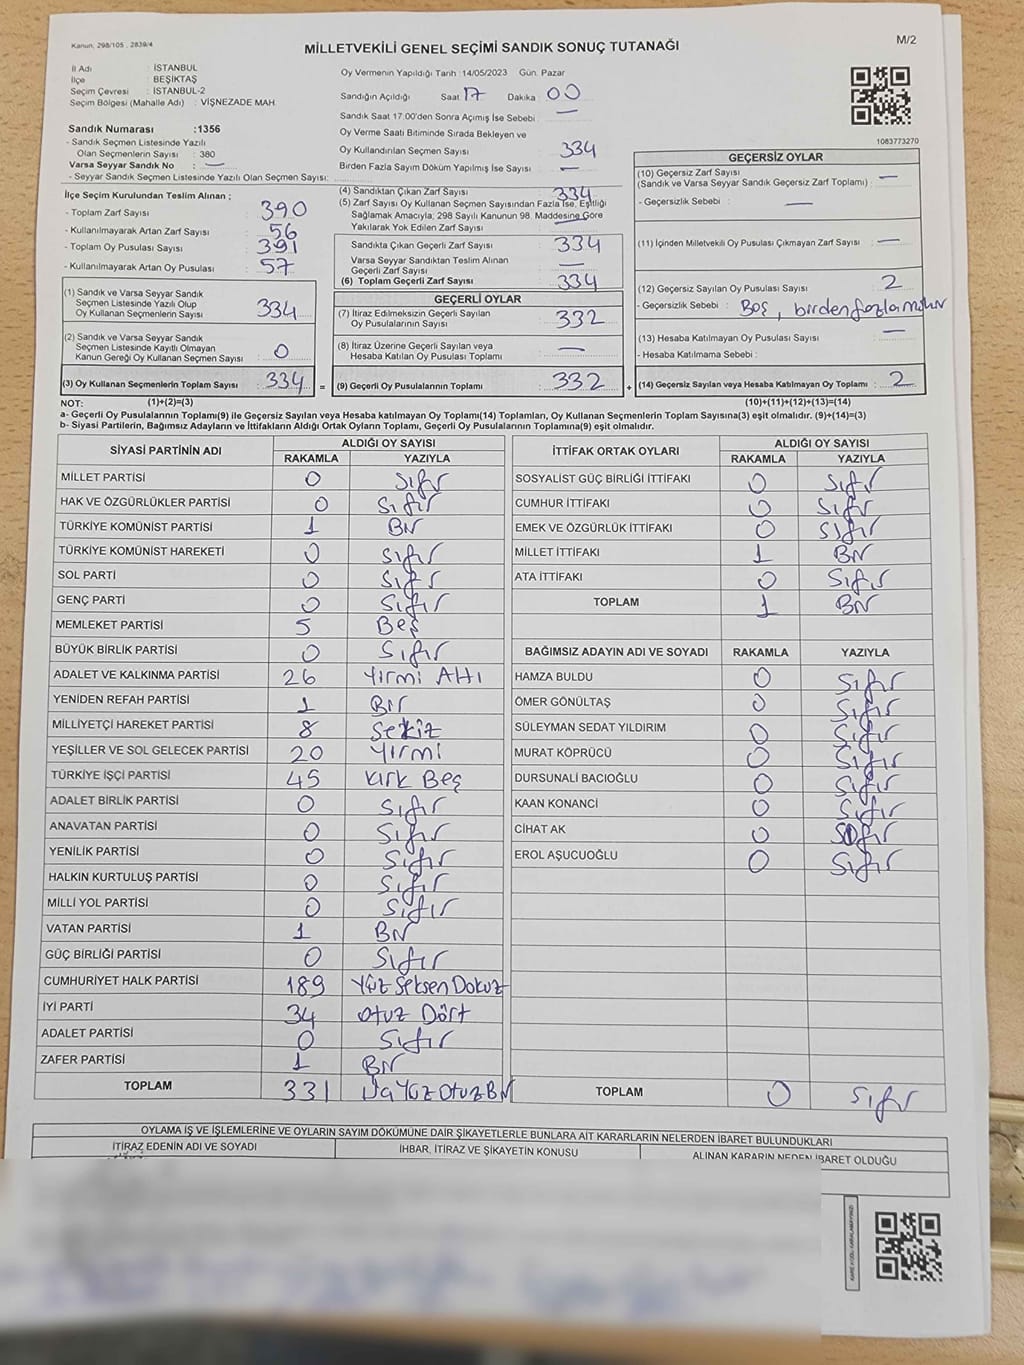 Kanun, 298/105 , 2839/4
MİLLETVEKİLİ GENEL SEÇİMİ SANDIK SONUÇ TUTANAĞI
M/2
İl Adı : İSTANBUL
İlçe : BEŞİKTAŞ
Seçim Çevresi : İSTANBUL-2
Seçim Bölgesi (Mahalle Adı) : VİŞNEZADE MAH.
Sandık Numarası :1356
- Sandık Seçmen Listesinde Yazılı
Olan Seçmenlerin Sayısı : 380
Varsa Seyyar Sandık No : —
- Seyyar Sandık Seçmen Listesinde Yazılı Olan Seçmen Sayısı:
Oy Vermenin Yapıldığı Tarih : 14/05/2023 Gün: Pazar
Sandığın Açıldığı Saat 17 Dakika : 00
Sandık Saat 17:00'den Sonra Açımış İse Sebebi : —
Oy Verme Saati Bitiminde Sırada Bekleyen ve
Oy Kullandırılan Seçmen Sayısı 334
Birden Fazla Sayım Döküm Yapılmış İse Sayısı : —
1083773270
İlçe Seçim Kurulundan Teslim Alınan ;
- Toplam Zarf Sayısı : 390
- Kullanılmayarak Artan Zarf Sayısı : 56
- Toplam Oy Pusulası Sayısı : 391
- Kullanılmayarak Artan Oy Pusulası : 57
(4) Sandıktan Çıkan Zarf Sayısı : 334
(5) Zarf Sayısı Oy Kullanan Seçmen Sayısından Fazla İse, Eşitliği
Sağlamak Amacıyla; 298 Sayılı Kanunun 98. Maddesine Göre
Yakılarak Yok Edilen Zarf Sayısı : —
Sandıkta Çıkan Geçerli Zarf Sayısı : 334
Varsa Seyyar Sandıktan Teslim Alınan
Geçerli Zarf Sayısı : —
(6) Toplam Geçerli Zarf Sayısı : 334
GEÇERSİZ OYLAR
(10) Geçersiz Zarf Sayısı
(Sandık ve Varsa Seyyar Sandık Geçersiz Zarf Toplamı) : —
- Geçersizlik Sebebi : —
(11) İçinden Milletvekili Oy Pusulası Çıkmayan Zarf Sayısı : —
(12) Geçersiz Sayılan Oy Pusulası Sayısı : 2
- Geçersizlik Sebebi : Boş, birden fazla mühür
(13) Hesaba Katılmayan Oy Pusulası Sayısı : —
- Hesaba Katılmama Sebebi :
(14) Geçersiz Sayılan veya Hesaba Katılmayan Oy Toplamı : 2
(10)+(11)+(12)+(13)=(14)
(1) Sandık ve Varsa Seyyar Sandık
Seçmen Listesinde Yazılı Olup
Oy Kullanan Seçmenlerin Sayısı : 334
(2) Sandık ve Varsa Seyyar Sandık
Seçmen Listesinde Kayıtlı Olmayan
Kanun Gereği Oy Kullanan Seçmen Sayısı : 0
(3) Oy Kullanan Seçmenlerin Toplam Sayısı : 334 =
GEÇERLİ OYLAR
(7) İtiraz Edilmeksizin Geçerli Sayılan
Oy Pusulalarının Sayısı : 332
(8) İtiraz Üzerine Geçerli Sayılan veya
Hesaba Katılan Oy Pusulası Toplamı : —
(9) Geçerli Oy Pusulalarının Toplamı : 332 +
NOT: (1)+(2)=(3)
a- Geçerli Oy Pusulalarının Toplamı(9) ile Geçersiz Sayılan veya Hesaba katılmayan Oy Toplamı(14) Toplamları, Oy Kullanan Seçmenlerin Toplam Sayısına(3) eşit olmalıdır. (9)+(14)=(3)
b- Siyasi Partilerin, Bağımsız Adayların ve İttifakların Aldığı Ortak Oyların Toplamı, Geçerli Oy Pusulalarının Toplamına(9) eşit olmalıdır.
SİYASİ PARTİNİN ADI ALDIĞI OY SAYISI
RAKAMLA YAZIYLA
MİLLET PARTİSİ 0 Sıfır
HAK VE ÖZGÜRLÜKLER PARTİSİ 0 Sıfır
TÜRKİYE KOMÜNİST PARTİSİ 1 Bir
TÜRKİYE KOMÜNİST HAREKETİ 0 Sıfır
SOL PARTİ 0 Sıfır
GENÇ PARTİ 0 Sıfır
MEMLEKET PARTİSİ 5 Beş
BÜYÜK BİRLİK PARTİSİ 0 Sıfır
ADALET VE KALKINMA PARTİSİ 26 Yirmi Altı
YENİDEN REFAH PARTİSİ 1 Bir
MİLLİYETÇİ HAREKET PARTİSİ 8 Sekiz
YEŞİLLER VE SOL GELECEK PARTİSİ 20 Yirmi
TÜRKİYE İŞÇİ PARTİSİ 45 Kırk Beş
ADALET BİRLİK PARTİSİ 0 Sıfır
ANAVATAN PARTİSİ 0 Sıfır
YENİLİK PARTİSİ 0 Sıfır
HALKIN KURTULUŞ PARTİSİ 0 Sıfır
MİLLİ YOL PARTİSİ 0 Sıfır
VATAN PARTİSİ 1 Bir
GÜÇ BİRLİĞİ PARTİSİ 0 Sıfır
CUMHURİYET HALK PARTİSİ 189 Yüz Seksen Dokuz
İYİ PARTİ 34 Otuz Dört
ADALET PARTİSİ 0 Sıfır
ZAFER PARTİSİ 1 Bir
TOPLAM 331 Üç Yüz Otuz Bir
İTTİFAK ORTAK OYLARI ALDIĞI OY SAYISI
RAKAMLA YAZIYLA
SOSYALİST GÜÇ BİRLİĞİ İTTİFAKI 0 Sıfır
CUMHUR İTTİFAKI 0 Sıfır
EMEK VE ÖZGÜRLÜK İTTİFAKI 0 Sıfır
MİLLET İTTİFAKI 1 Bir
ATA İTTİFAKI 0 Sıfır
TOPLAM 1 Bir
BAĞIMSIZ ADAYIN ADI VE SOYADI RAKAMLA YAZIYLA
HAMZA BULDU 0 Sıfır
ÖMER GÖNÜLTAŞ 0 Sıfır
SÜLEYMAN SEDAT YILDIRIM 0 Sıfır
MURAT KÖPRÜCÜ 0 Sıfır
DURSUNALİ BACIOĞLU 0 Sıfır
KAAN KONANCİ 0 Sıfır
CİHAT AK 0 Sıfır
EROL AŞUCUOĞLU 0 Sıfır
TOPLAM 0 Sıfır
OYLAMA İŞ VE İŞLEMLERİNE VE OYLARIN SAYIM DÖKÜMÜNE DAİR ŞİKAYETLERLE BUNLARA AİT KARARLARIN NELERDEN İBARET BULUNDUKLARI
İTİRAZ EDENİN ADI VE SOYADI İHBAR, İTİRAZ VE ŞİKAYETİN KONUSU ALINAN KARARIN NEDEN İBARET OLDUĞU
KARE KODU KARALAMAYINIZ!